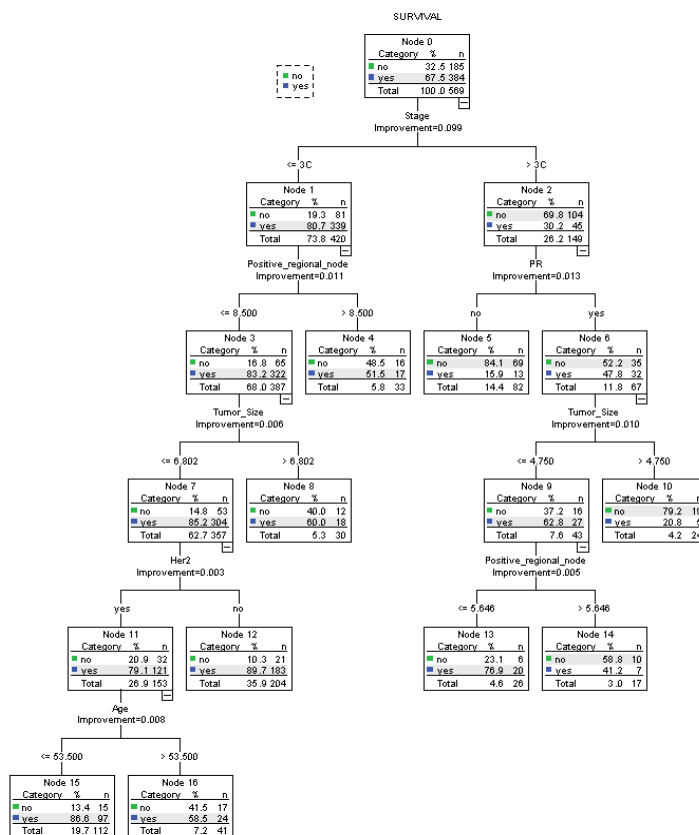 SURVIVAL
no
yes
Node 0
Category % n
no 32.5 185
yes 67.5 384
Total 100.0 569
Stage
Improvement=0.099
<= 3C
> 3C
Node 1
Category % n
no 19.3 81
yes 80.7 339
Total 73.8 420
Node 2
Category % n
no 69.8 104
yes 30.2 45
Total 26.2 149
Positive_regional_node
Improvement=0.011
PR
Improvement=0.013
<= 8.500
> 8.500
no
yes
Node 3
Category % n
no 16.8 65
yes 83.2 322
Total 68.0 387
Node 4
Category % n
no 48.5 16
yes 51.5 17
Total 5.8 33
Node 5
Category % n
no 84.1 69
yes 15.9 13
Total 14.4 82
Node 6
Category % n
no 52.2 35
yes 47.8 32
Total 11.8 67
Tumor_Size
Improvement=0.006
Tumor_Size
Improvement=0.010
<= 6.802
> 6.802
<= 4.750
> 4.750
Node 7
Category % n
no 14.8 53
yes 85.2 304
Total 62.7 357
Node 8
Category % n
no 40.0 12
yes 60.0 18
Total 5.3 30
Node 9
Category % n
no 37.2 16
yes 62.8 27
Total 7.6 43
Node 10
Category %
no 79.2
yes 20.8
Total 4.2
Her2
Improvement=0.003
Positive_regional_node
Improvement=0.005
yes
no
<= 5.646
> 5.646
Node 11
Category % n
no 20.9 32
yes 79.1 121
Total 26.9 153
Node 12
Category % n
no 10.3 21
yes 89.7 183
Total 35.9 204
Node 13
Category % n
no 23.1 6
yes 76.9 20
Total 4.6 26
Node 14
Category % n
no 58.8 10
yes 41.2 7
Total 3.0 17
Age
Improvement=0.008
<= 53.500
> 53.500
Node 15
Category % n
no 13.4 15
yes 86.6 97
Total 19.7 112
Node 16
Category % n
no 41.5 17
yes 58.5 24
Total 7.2 41